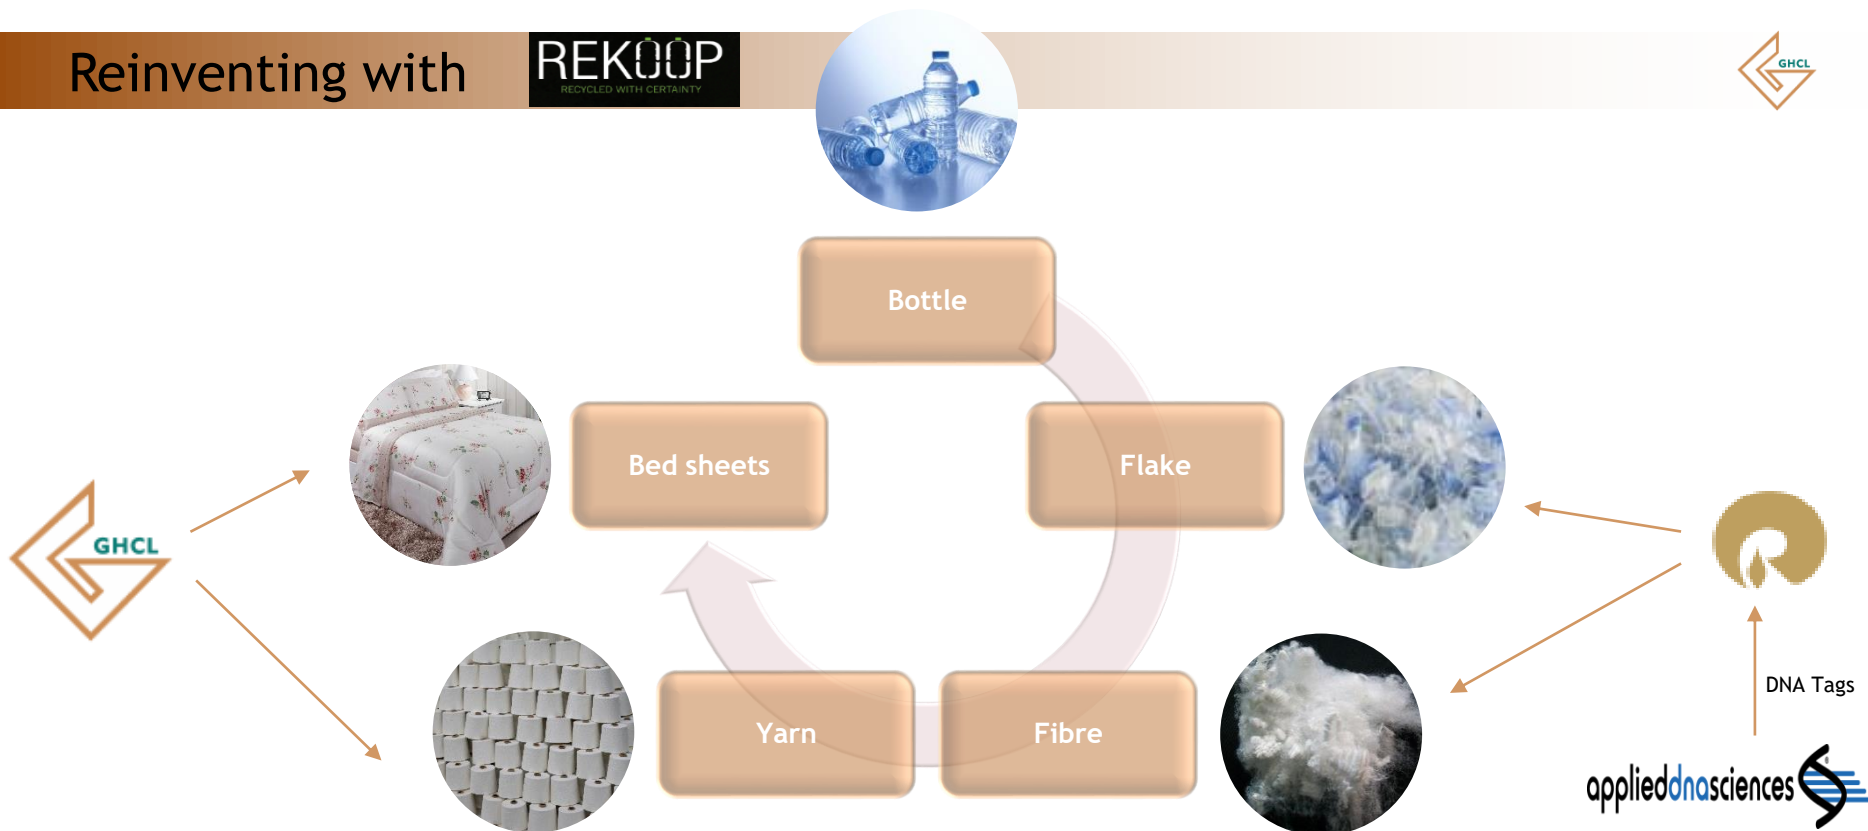 Reinventing with
REKOOP
RECYCLED WITH CERTAINTY
GHCL
Bottle
Bed sheets
Flake
GHCL
DNA Tags
Yarn
Fibre
applieddnasciences